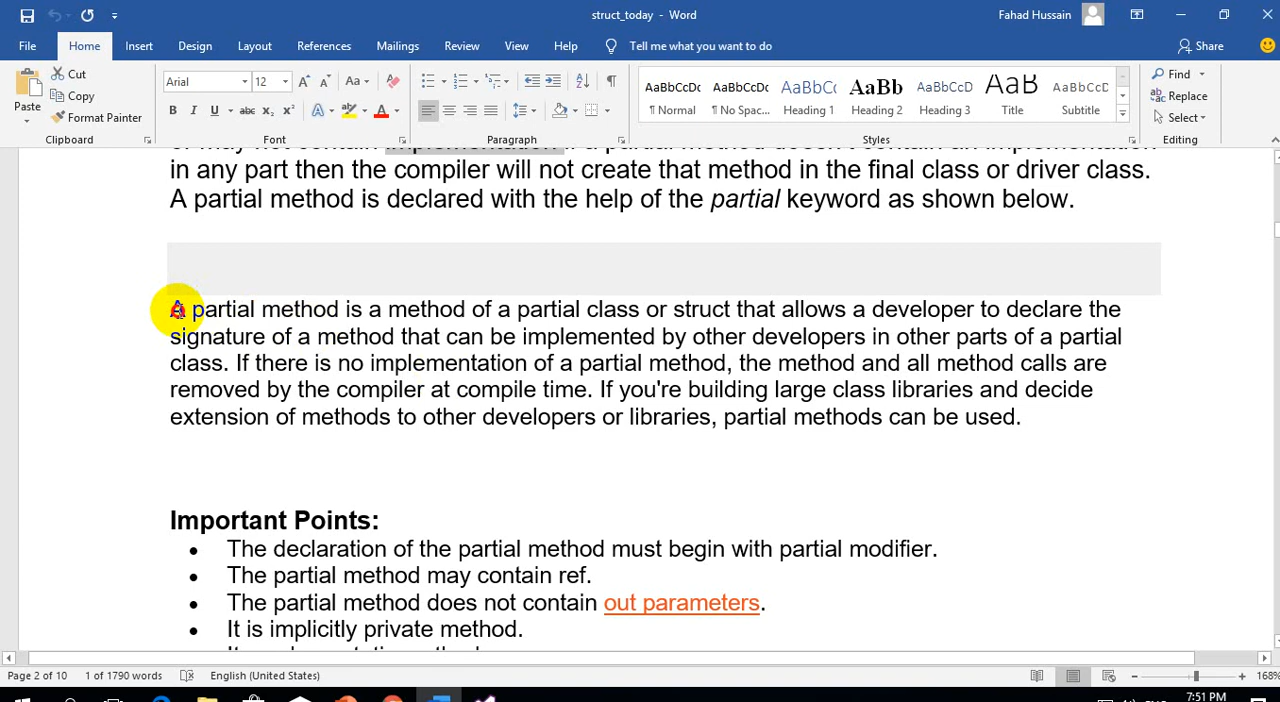 struct_today - Word
Fahad Hussain
File Home Insert Design Layout References Mailings Review View Help Tell me what you want to do Share
Paste
Cut
Copy
Format Painter
Clipboard
Arial 12
Font
Paragraph
AaBbCcDc AaBbCcDc AaBbCc AaBb AaBbCcD AaB AaBbCcD
¶ Normal ¶ No Spac... Heading 1 Heading 2 Heading 3 Title Subtitle
Styles
Find
Replace
Select
Editing
in any part then the compiler will not create that method in the final class or driver class.
A partial method is declared with the help of the partial keyword as shown below.
A partial method is a method of a partial class or struct that allows a developer to declare the
signature of a method that can be implemented by other developers in other parts of a partial
class. If there is no implementation of a partial method, the method and all method calls are
removed by the compiler at compile time. If you're building large class libraries and decide
extension of methods to other developers or libraries, partial methods can be used.
Important Points:
• The declaration of the partial method must begin with partial modifier.
• The partial method may contain ref.
• The partial method does not contain out parameters.
• It is implicitly private method.
Page 2 of 10 1 of 1790 words English (United States) 168%
7:51 PM